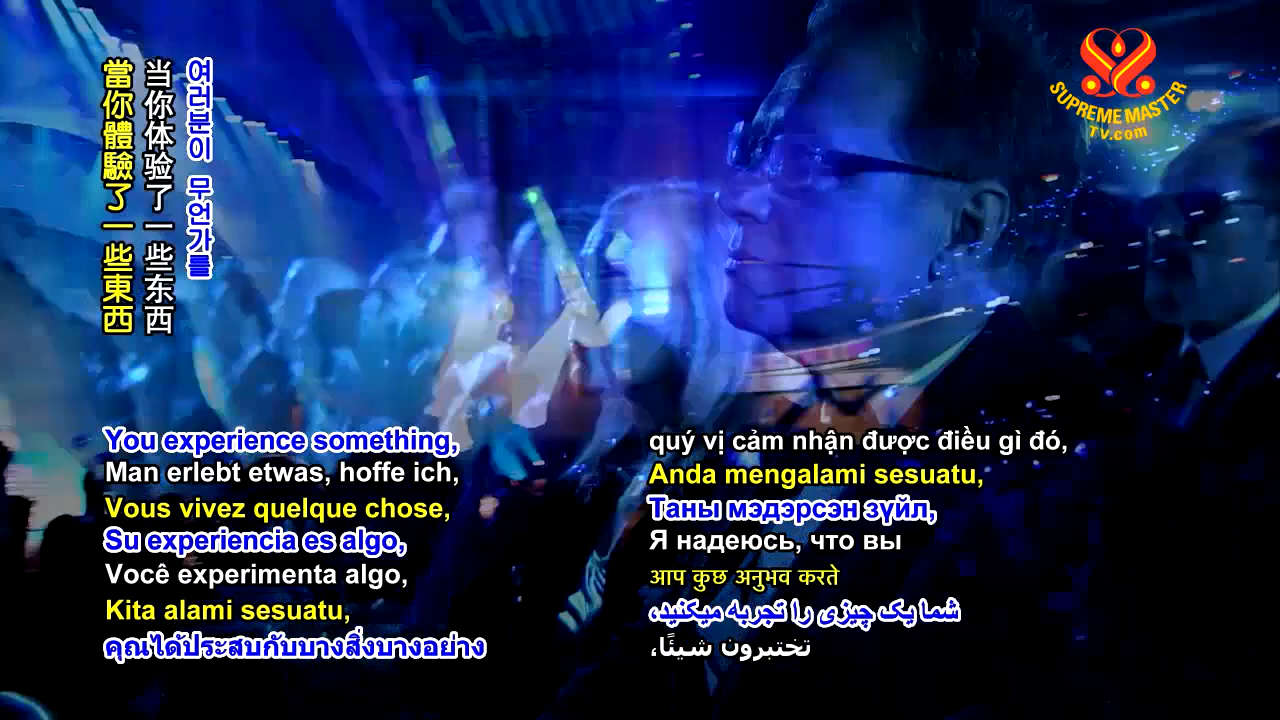 當你體驗了一些東西
当你体验了一些东西
여러분이 무언가를
SUPREME MASTER
TV.com
You experience something,
Man erlebt etwas, hoffe ich,
Vous vivez quelque chose,
Su experiencia es algo,
Você experimenta algo,
Kita alami sesuatu,
คุณได้ประสบกับบางสิ่งบางอย่าง
quý vị cảm nhận được điều gì đó,
Anda mengalami sesuatu,
Таны мэдэрсэн зүйл,
Я надеюсь, что вы
आप कुछ अनुभव करते
شما یک چیزی را تجربه میکنید،
تختبرون شيئًا،